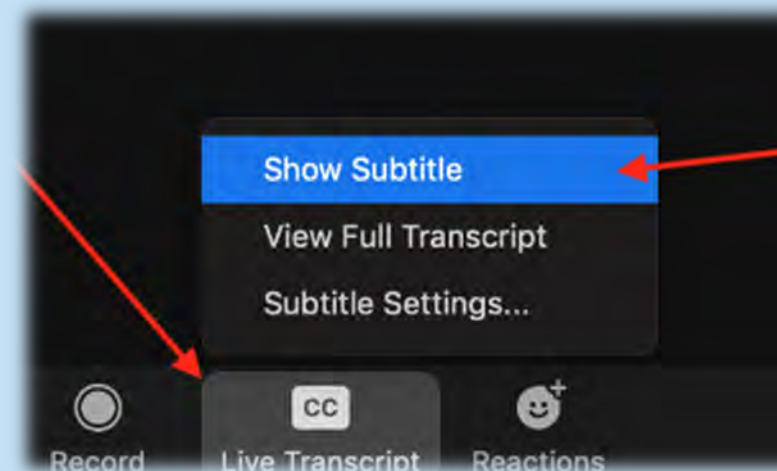 Show Subtitle
View Full Transcript
Subtitle Settings...
CC
Record Live Transcript Reactions